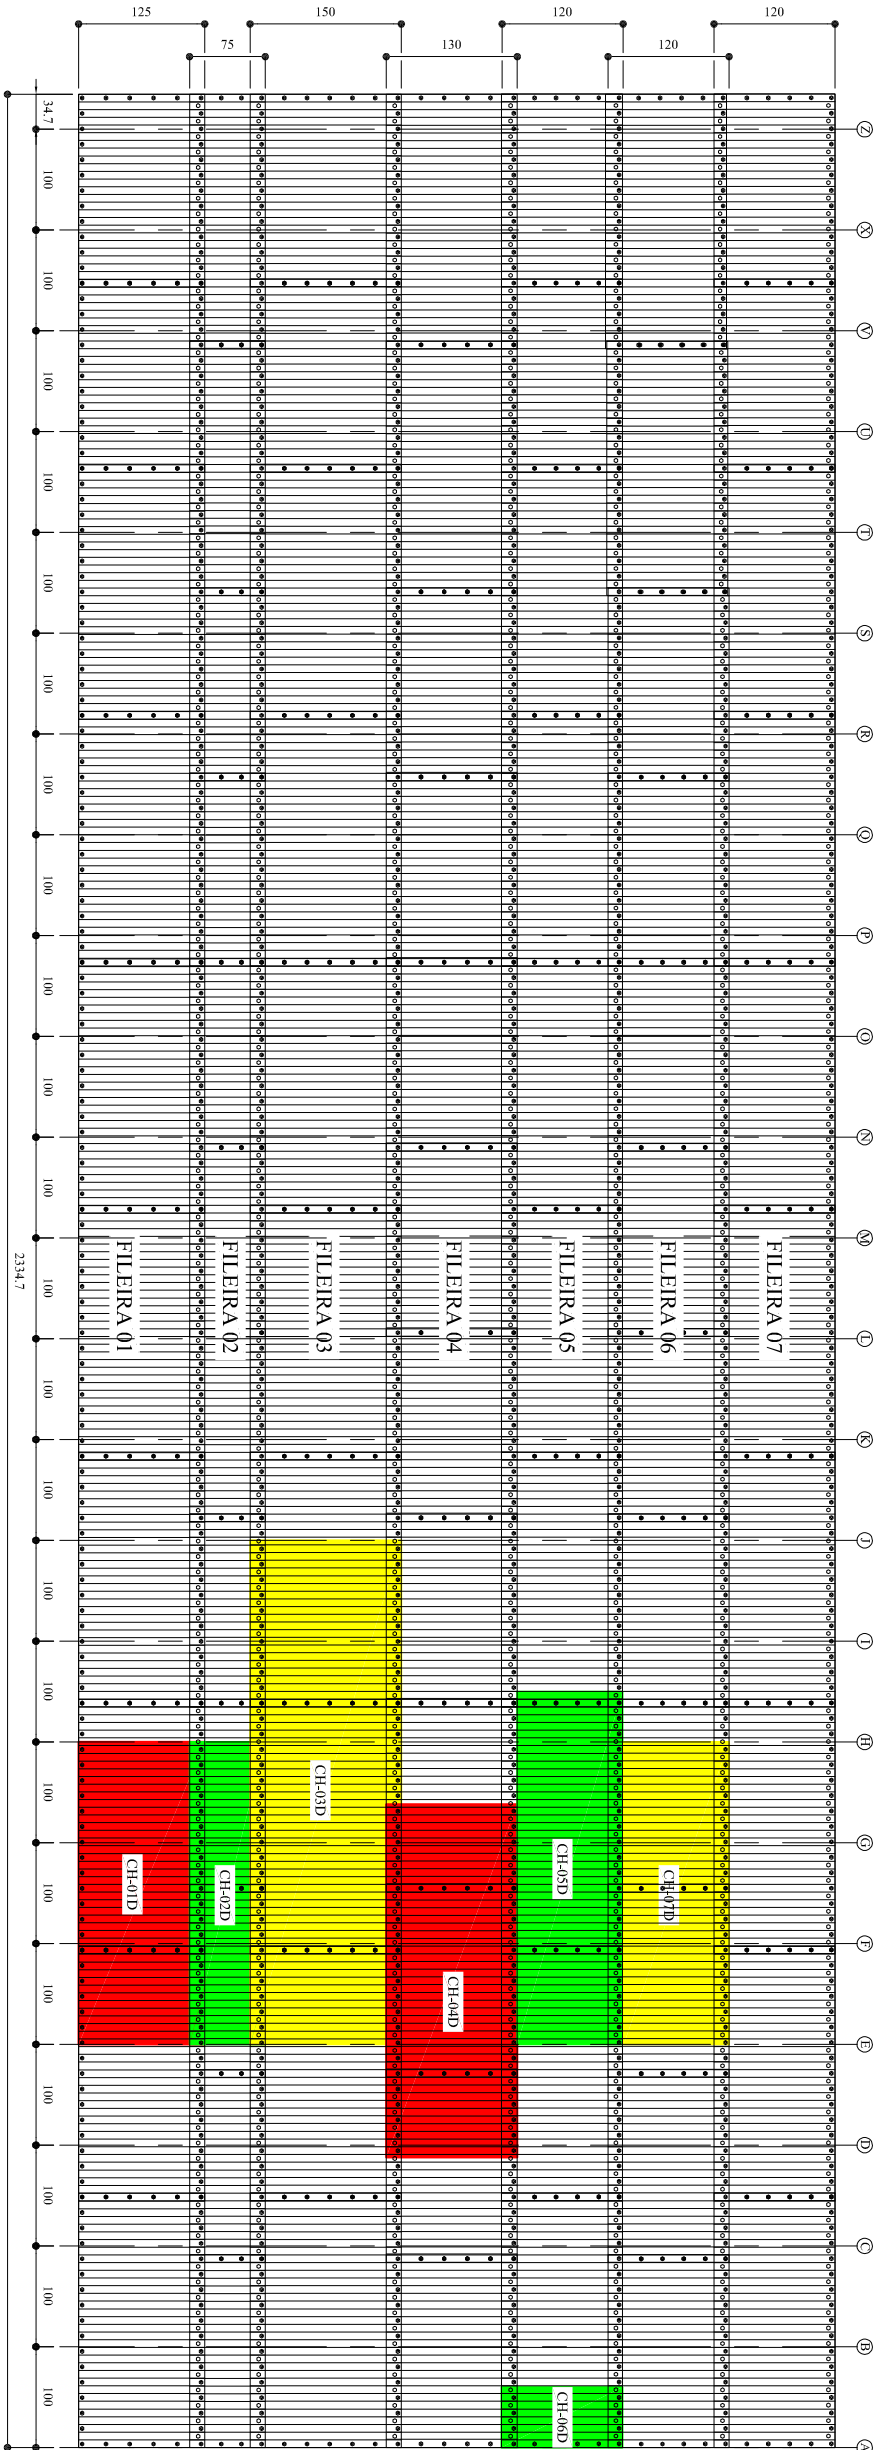 125
150
120
120
75
130
120
34.7
Z
100
X
100
V
100
U
100
T
100
S
100
R
100
Q
100
P
100
O
100
N
100
M
100
L
100
K
100
J
100
I
100
H
100
G
100
F
100
E
100
D
100
C
100
B
100
A
2334.7
FILEIRA 01
FILEIRA 02
FILEIRA 03
FILEIRA 04
FILEIRA 05
FILEIRA 06
FILEIRA 07
CH-01D
CH-02D
CH-03D
CH-04D
CH-05D
CH-07D
CH-06D